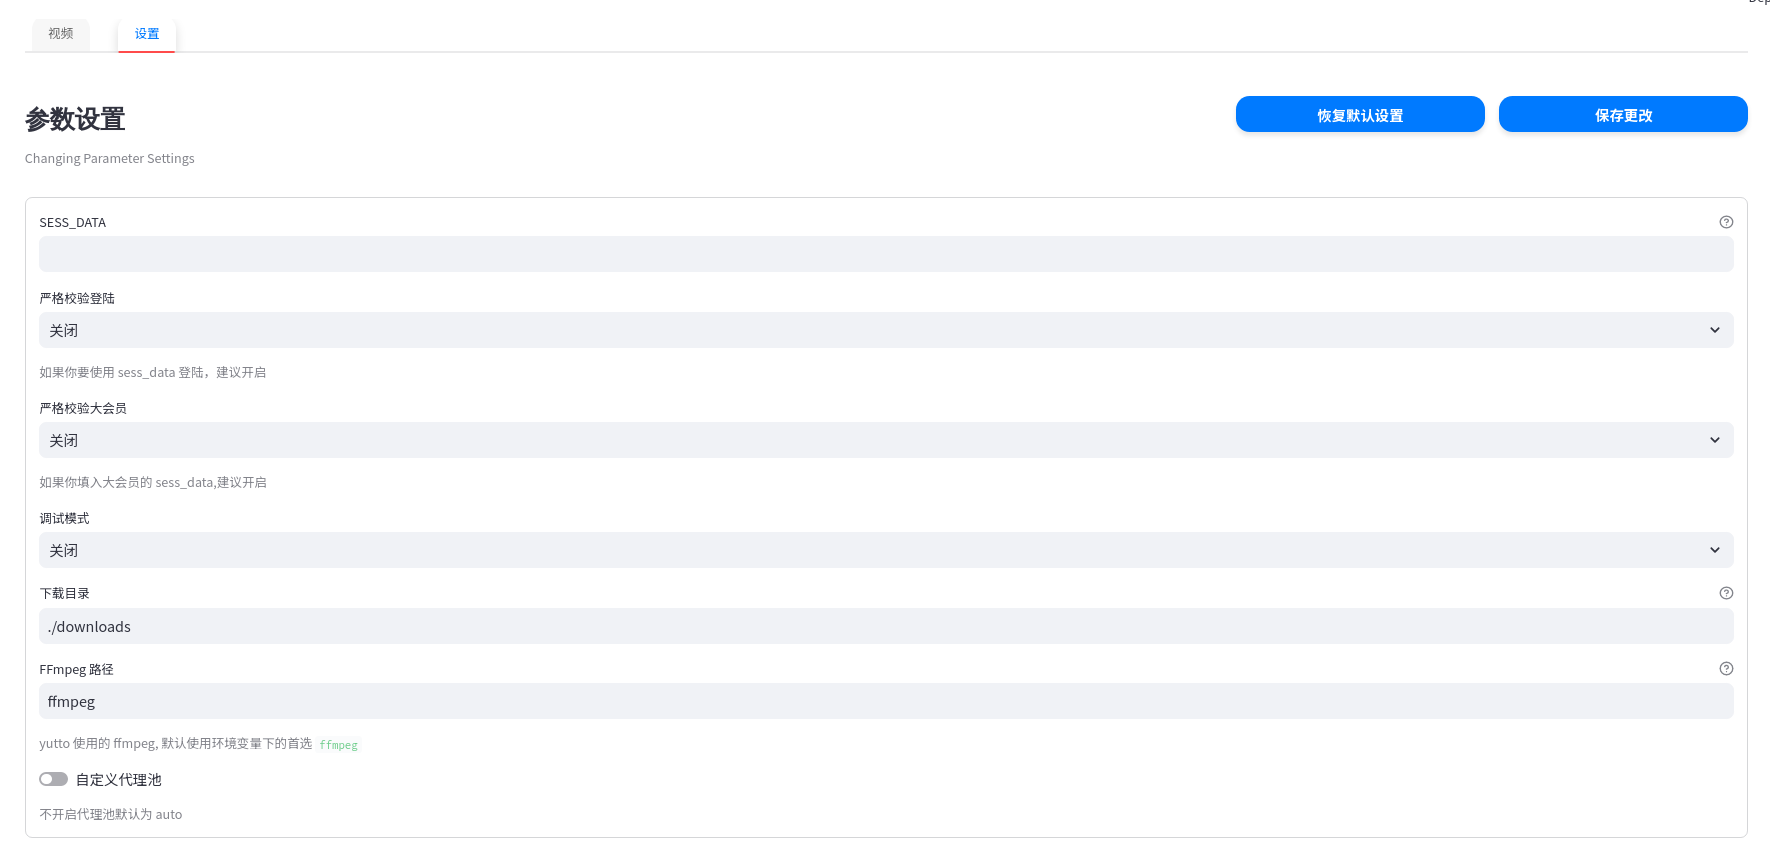 视频
设置
参数设置
恢复默认设置
保存更改
Changing Parameter Settings
SESS_DATA
严格校验登陆
关闭
如果你要使用 sess_data 登陆，建议开启
严格校验大会员
关闭
如果你填入大会员的 sess_data,建议开启
调试模式
关闭
下载目录
./downloads
FFmpeg 路径
ffmpeg
yutto 使用的 ffmpeg, 默认使用环境变量下的首选 ffmpeg
自定义代理池
不开启代理池默认为 auto